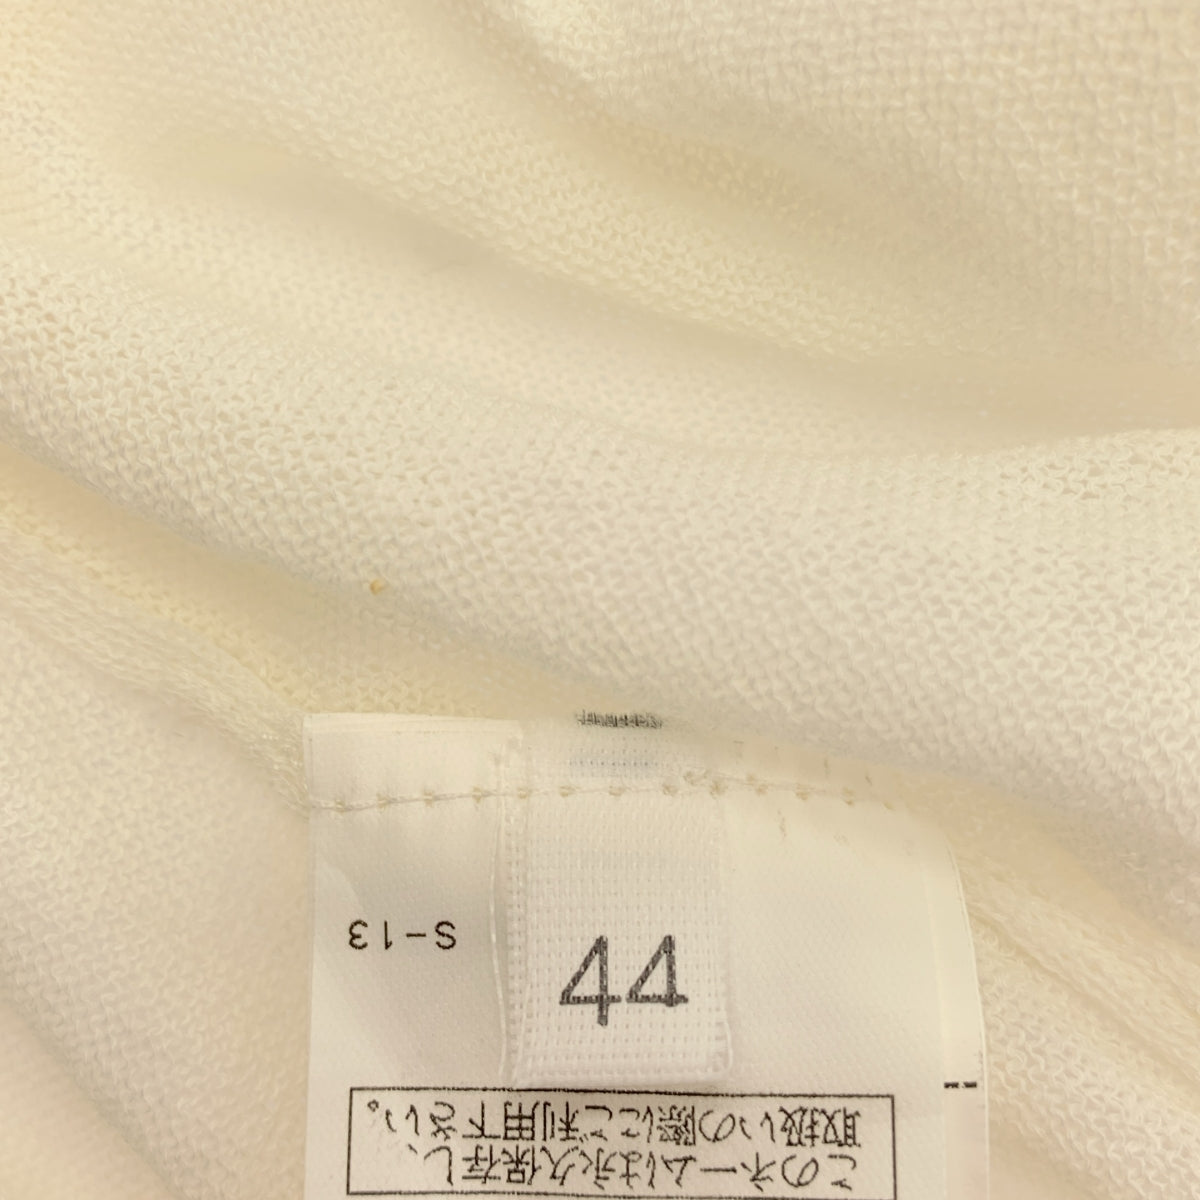 44
S-13
このネームは永久保存し、
取扱いの際にご利用下さい。